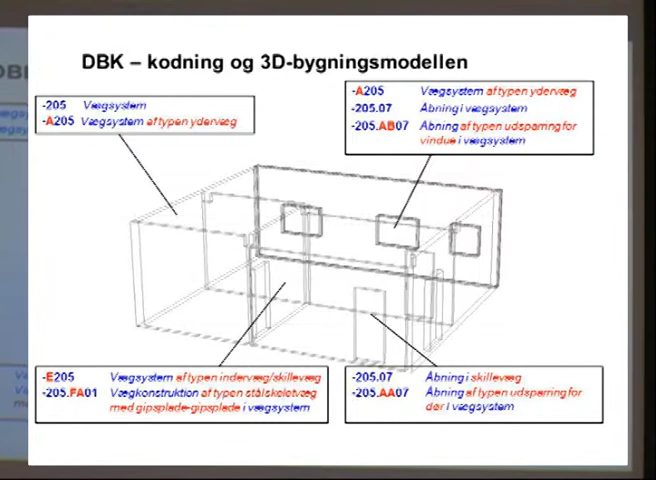 DBK – kodning og 3D-bygningsmodellen
-205 Vægsystem
-A205 Vægsystem af typen ydervæg
-A205 Vægsystem af typen ydervæg
-205.07 Åbning i vægsystem
-205.AB07 Åbning af typen udsparring for
vindue i vægsystem
-E205 Vægsystem af typen indervæg/skillevæg
-205.FA01 Vægkonstruktion af typen stålskeletvæg
med gipsplade-gipsplade i vægsystem
-205.07 Åbning i skillevæg
-205.AA07 Åbning af typen udsparring for
dør i vægsystem